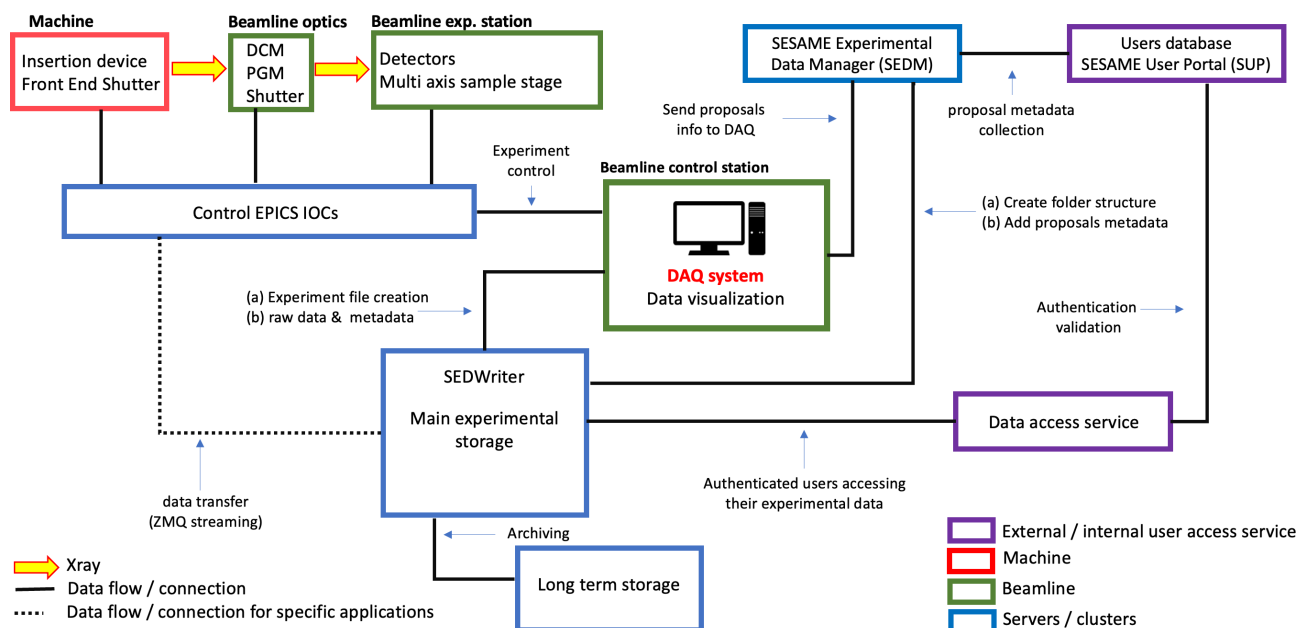 Machine
Insertion device
Front End Shutter
Beamline optics
DCM
PGM
Shutter
Beamline exp. station
Detectors
Multi axis sample stage
SESAME Experimental
Data Manager (SEDM)
Users database
SESAME User Portal (SUP)
Send proposals
info to DAQ
proposal metadata
collection
Experiment
control
Beamline control station
Control EPICS IOCs
DAQ system
Data visualization
(a) Create folder structure
(b) Add proposals metadata
(a) Experiment file creation
(b) raw data &  metadata
Authentication
validation
SEDWriter
Main experimental
storage
Data access service
data transfer
(ZMQ streaming)
Authenticated users accessing
their experimental data
Archiving
Long term storage
Xray
Data flow / connection
Data flow / connection for specific applications
External / internal user access service
Machine
Beamline
Servers / clusters